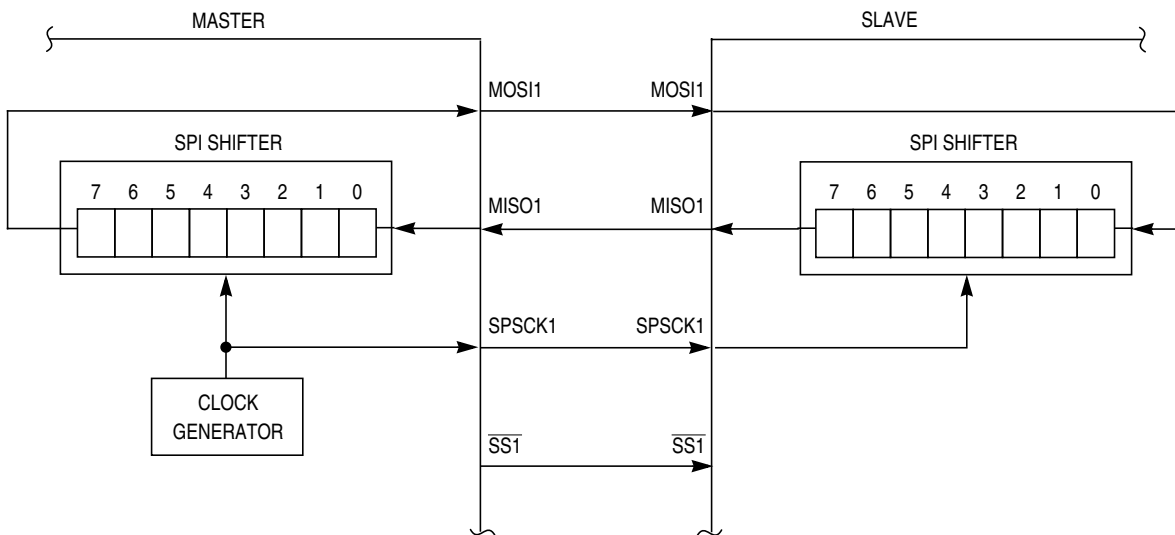 MASTER
SLAVE
MOSI1
MOSI1
SPI SHIFTER
SPI SHIFTER
7 6 5 4 3 2 1 0
7 6 5 4 3 2 1 0
MISO1
MISO1
SPSCK1
SPSCK1
CLOCK
GENERATOR
SS1
SS1